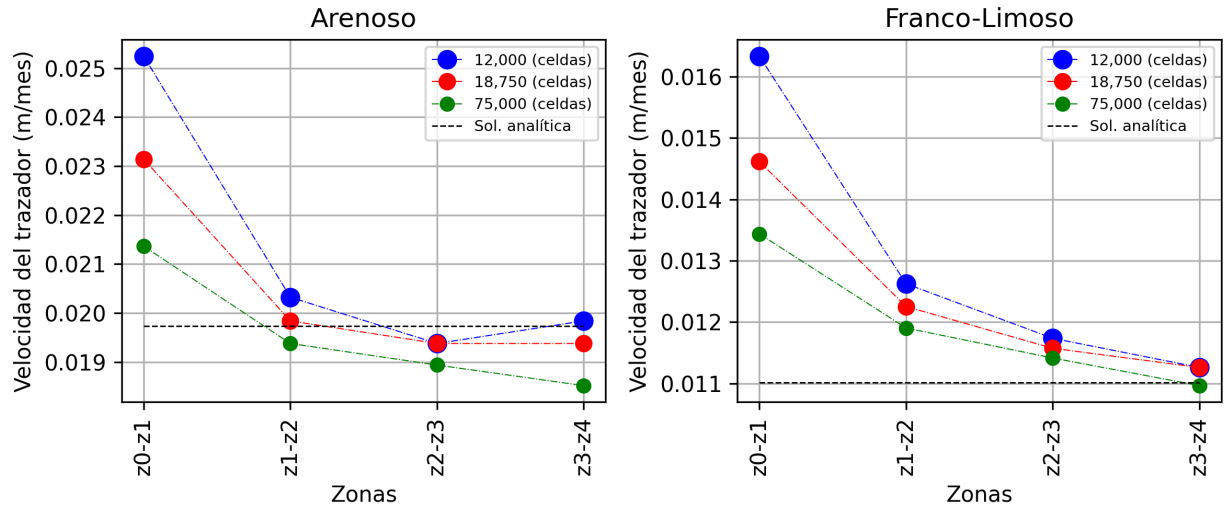 Arenoso
Velocidad del trazador (m/mes)
0.025
0.024
0.023
0.022
0.021
0.020
0.019
12,000 (celdas)
18,750 (celdas)
75,000 (celdas)
Sol. analítica
z0-z1
z1-z2
z2-z3
z3-z4
Zonas
Franco-Limoso
Velocidad del trazador (m/mes)
0.016
0.015
0.014
0.013
0.012
0.011
12,000 (celdas)
18,750 (celdas)
75,000 (celdas)
Sol. analítica
z0-z1
z1-z2
z2-z3
z3-z4
Zonas